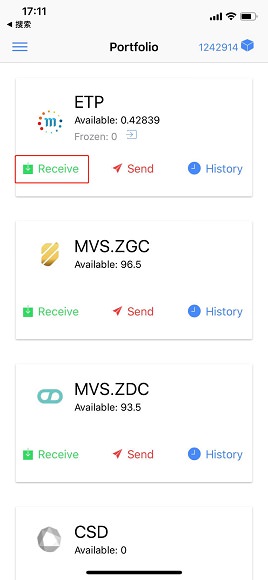 17:11
搜索
Portfolio
1242914
ETP
Available: 0.42839
Frozen: 0
Receive Send History
MVS.ZGC
Available: 96.5
Receive Send History
MVS.ZDC
Available: 93.5
Receive Send History
CSD
Available: 0